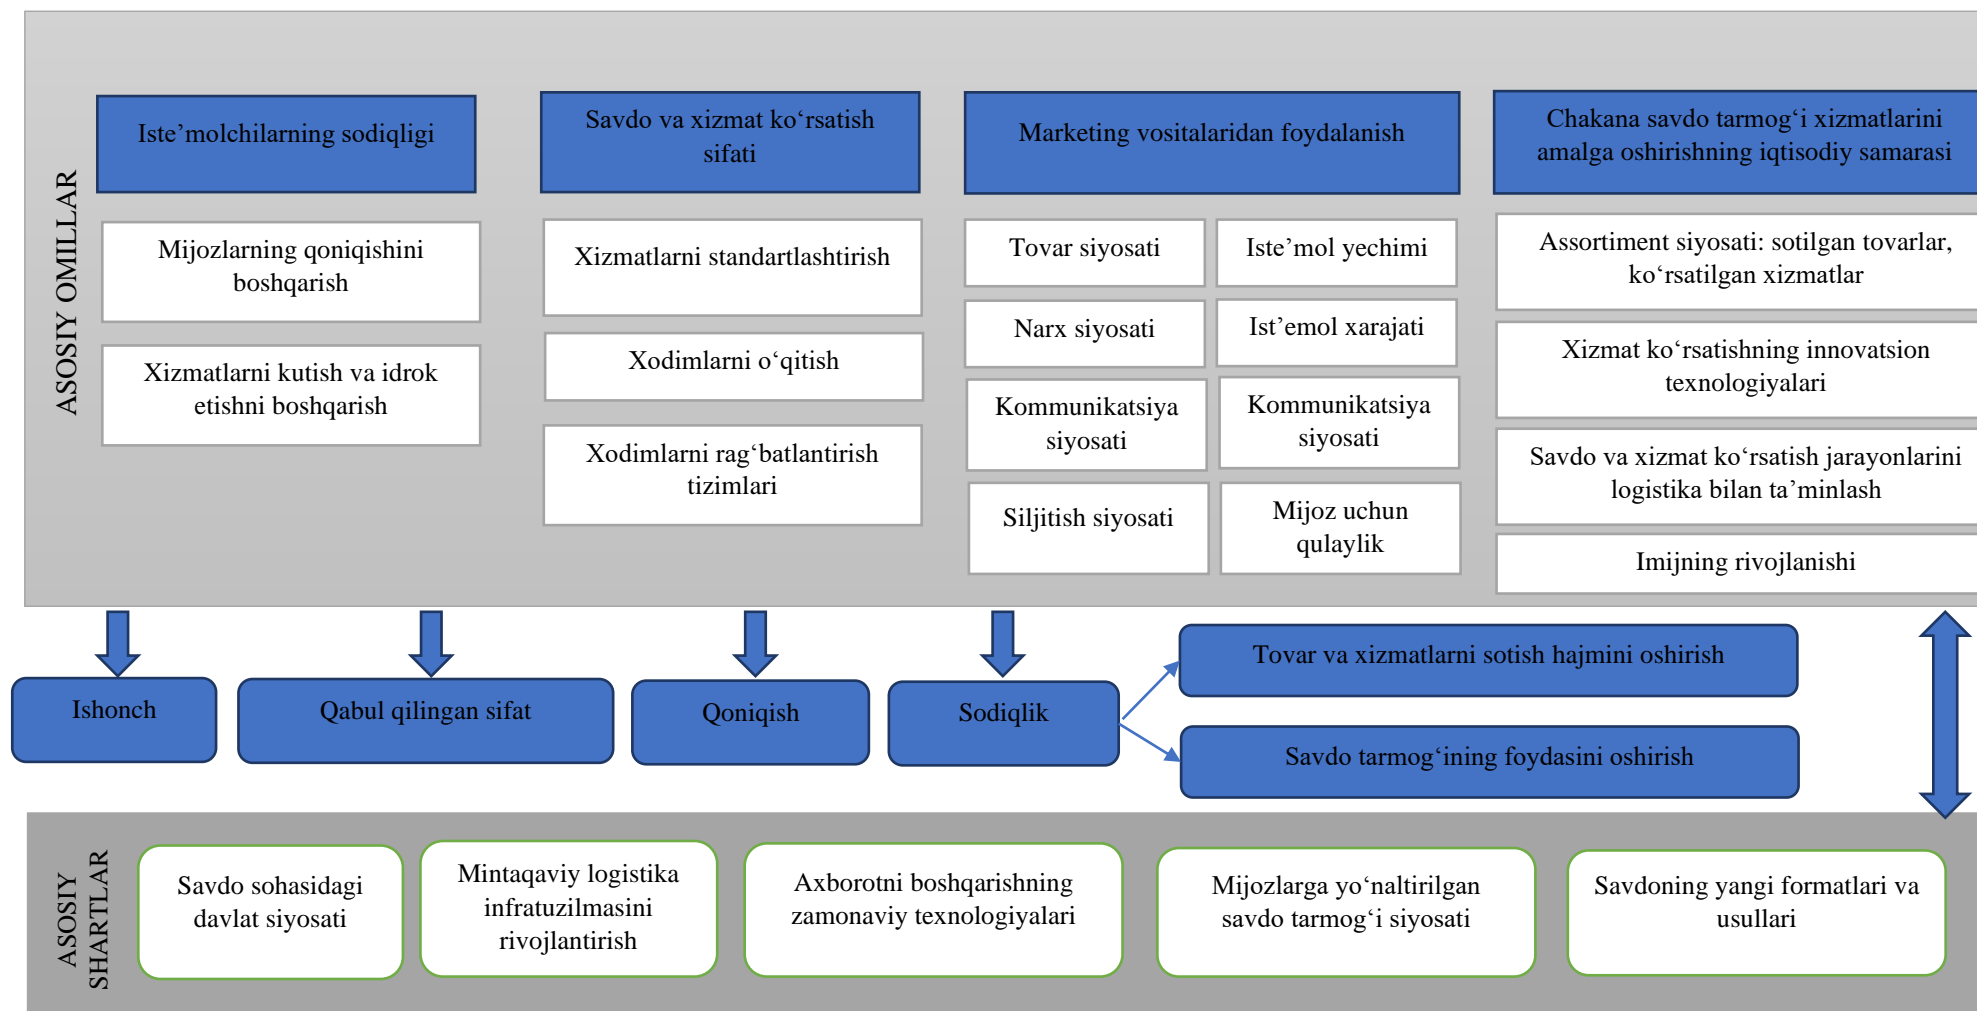 ASOSIY OMILLAR
Iste’molchilarning sodiqligi
Mijozlarning qoniqishini
boshqarish
Xizmatlarni kutish va idrok
etishni boshqarish
Savdo va xizmat ko‘rsatish
sifati
Xizmatlarni standartlashtirish
Xodimlarni o‘qitish
Xodimlarni rag‘batlantirish
tizimlari
Marketing vositalaridan foydalanish
Tovar siyosati
Iste’mol yechimi
Narx siyosati
Ist’emol xarajati
Kommunikatsiya
siyosati
Kommunikatsiya
siyosati
Siljitish siyosati
Mijoz uchun
qulaylik
Chakana savdo tarmog‘i xizmatlarini
amalga oshirishning iqtisodiy samarasi
Assortiment siyosati: sotilgan tovarlar,
ko‘rsatilgan xizmatlar
Xizmat ko‘rsatishning innovatsion
texnologiyalari
Savdo va xizmat ko‘rsatish jarayonlarini
logistika bilan ta’minlash
Imijning rivojlanishi
Ishonch
Qabul qilingan sifat
Qoniqish
Sodiqlik
Tovar va xizmatlarni sotish hajmini oshirish
Savdo tarmog‘ining foydasini oshirish
ASOSIY
SHARTLAR
Savdo sohasidagi
davlat siyosati
Mintaqaviy logistika
infratuzilmasini
rivojlantirish
Axborotni boshqarishning
zamonaviy texnologiyalari
Mijozlarga yo‘naltirilgan
savdo tarmog‘i siyosati
Savdoning yangi formatlari va
usullari